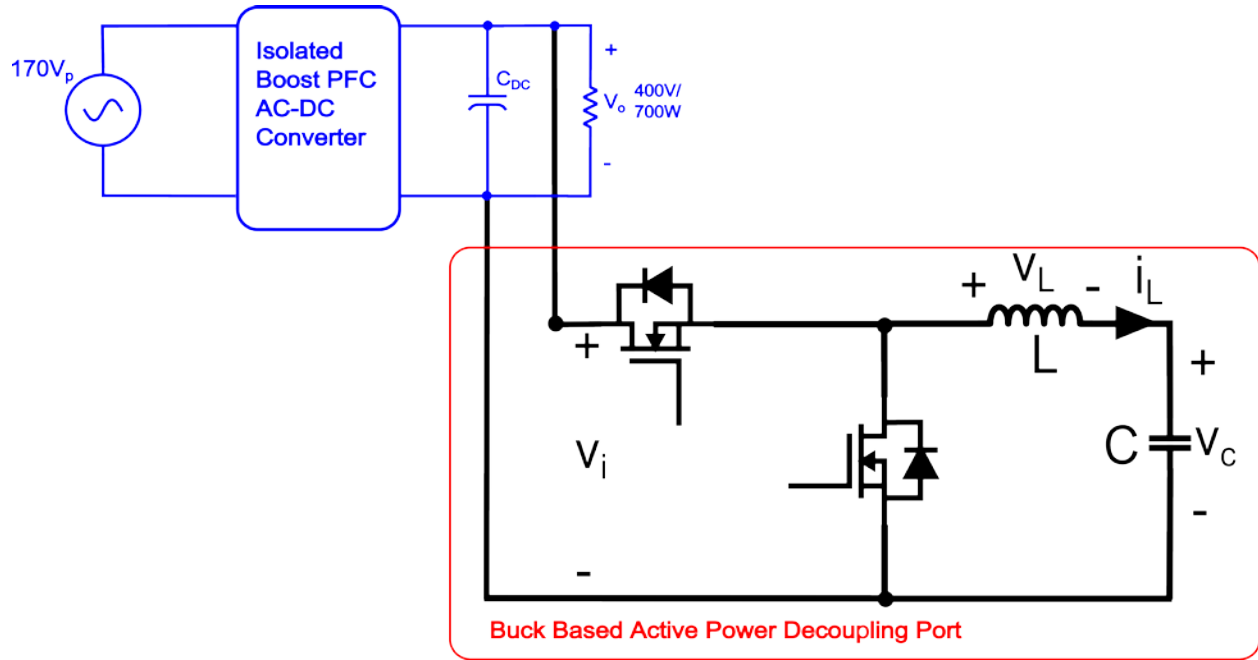 170Vp
Isolated
Boost PFC
AC-DC
Converter
CDC
+
Vo
-
400V/
700W
+
Vi
-
+ VL -
iL
L
C
+
VC
-
Buck Based Active Power Decoupling Port